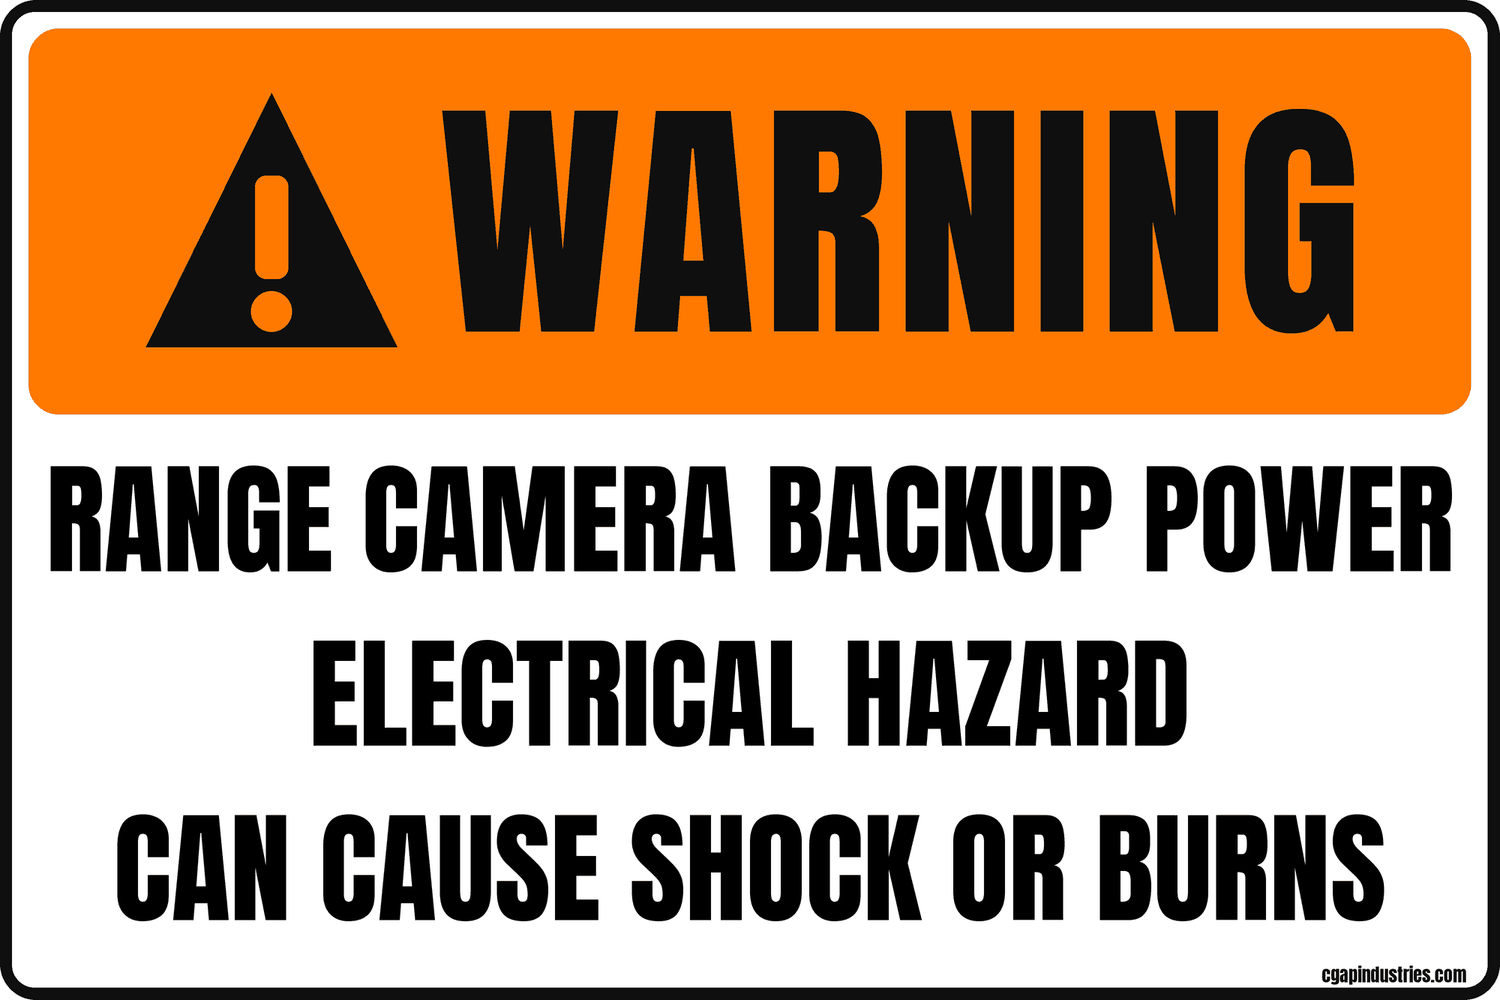 WARNING
RANGE CAMERA BACKUP POWER
ELECTRICAL HAZARD
CAN CAUSE SHOCK OR BURNS
cgapindustries.com